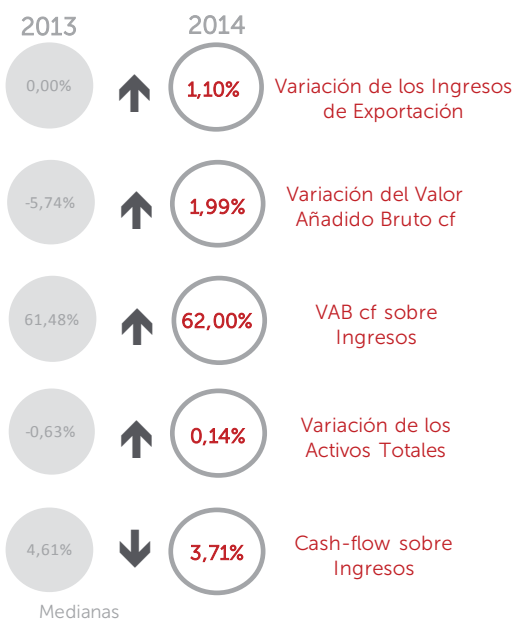 2013
2014
0,00%
1,10%
Variación de los Ingresos
de Exportación
-5,74%
1,99%
Variación del Valor
Añadido Bruto cf
61,48%
62,00%
VAB cf sobre
Ingresos
-0,63%
0,14%
Variación de los
Activos Totales
4,61%
3,71%
Cash-flow sobre
Ingresos
Medianas